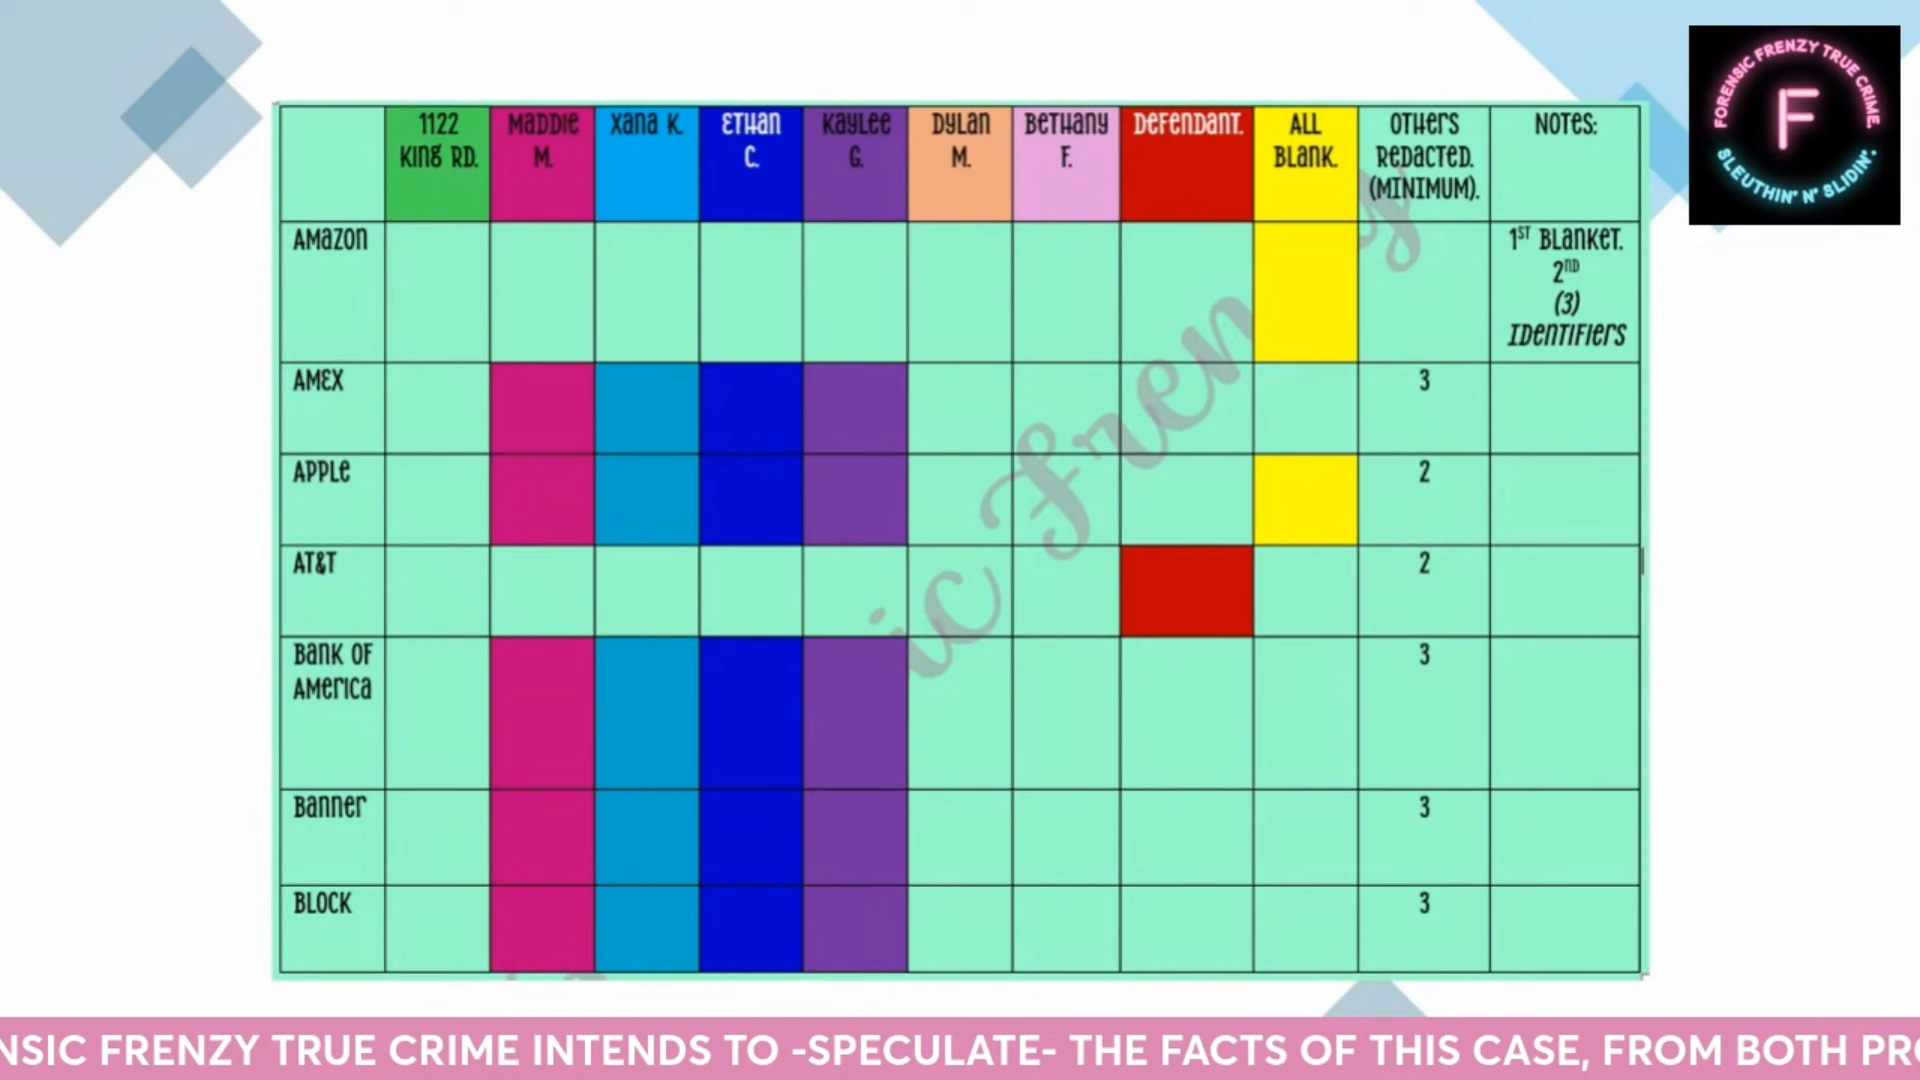 FORENSIC FRENZY TRUE CRIME.
F
SLEUTHIN' N' SLIDIN'.
1122
KING RD.
MADDIE
M.
XANA K.
ETHAN
C.
KAYLEE
G.
DYLAN
M.
BETHANY
F.
DEFENDANT.
ALL
BLANK.
OTHERS
REDACTED.
(MINIMUM).
NOTES:
AMAZON
1ST BLANKET.
2ND
(3)
IDENTIFIERS
AMEX
3
APPLE
2
AT&T
2
BANK OF
AMERICA
3
BANNER
3
BLOCK
3
ic Fren
y
NSIC FRENZY TRUE CRIME INTENDS TO -SPECULATE- THE FACTS OF THIS CASE, FROM BOTH PR